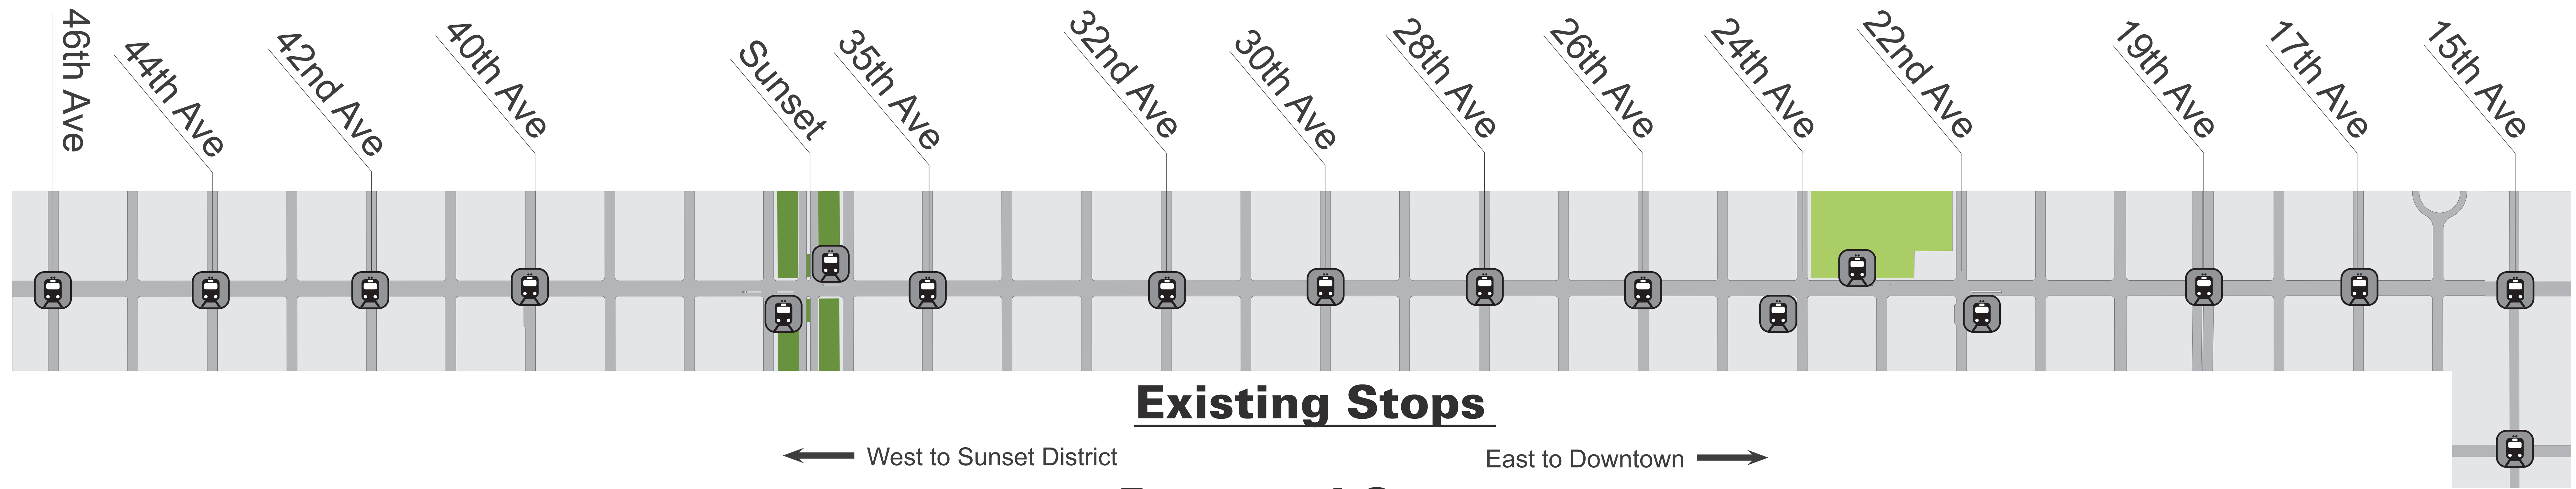 46th Ave
44th Ave
42nd Ave
40th Ave
Sunset
35th Ave
32nd Ave
30th Ave
28th Ave
26th Ave
24th Ave
22nd Ave
19th Ave
17th Ave
15th Ave
Existing Stops
West to Sunset District
East to Downtown